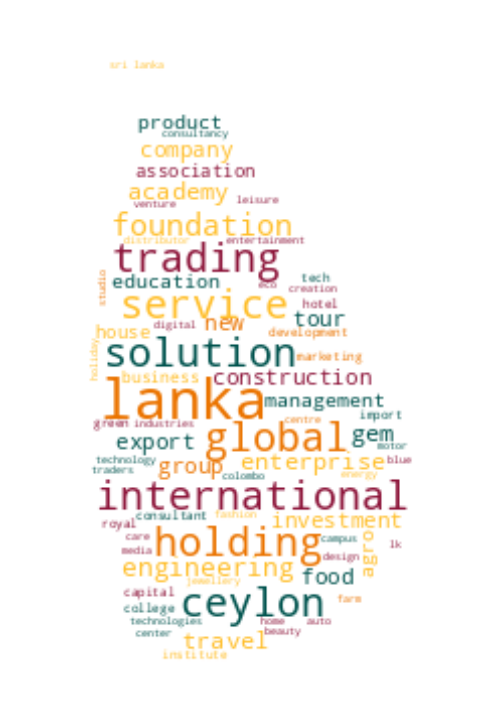 sri lanka
product
consultancy
company
association
academy
venture leisure
foundation
distributor entertainment
trading
education eco tech
studio creation
service hotel
house digital new tour
development
holiday solution marketing
business construction
lanka management
import
green industries centre
export global gem
motor
technology group enterprise blue
traders colombo energy
international
royal consultant fashion investment
care holding campus
media lk
design agro
engineering food
jewellery
capital ceylon farm
college
technologies home auto
center beauty
travel
institute